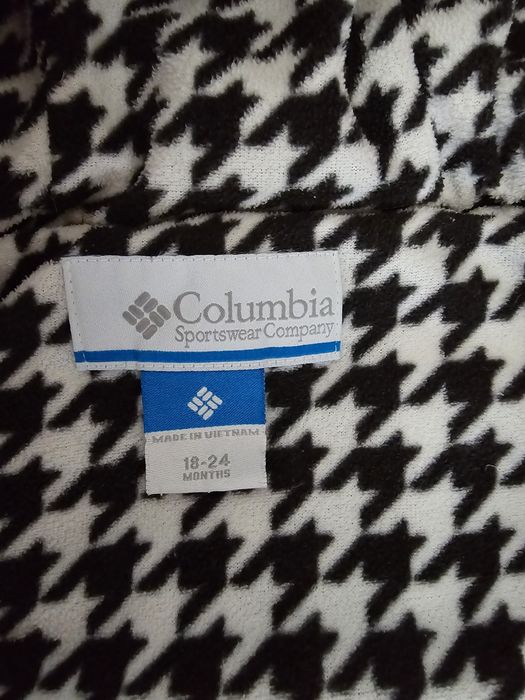 Columbia
Sportswear Company
MADE IN VIETNAM
18-24
MONTHS